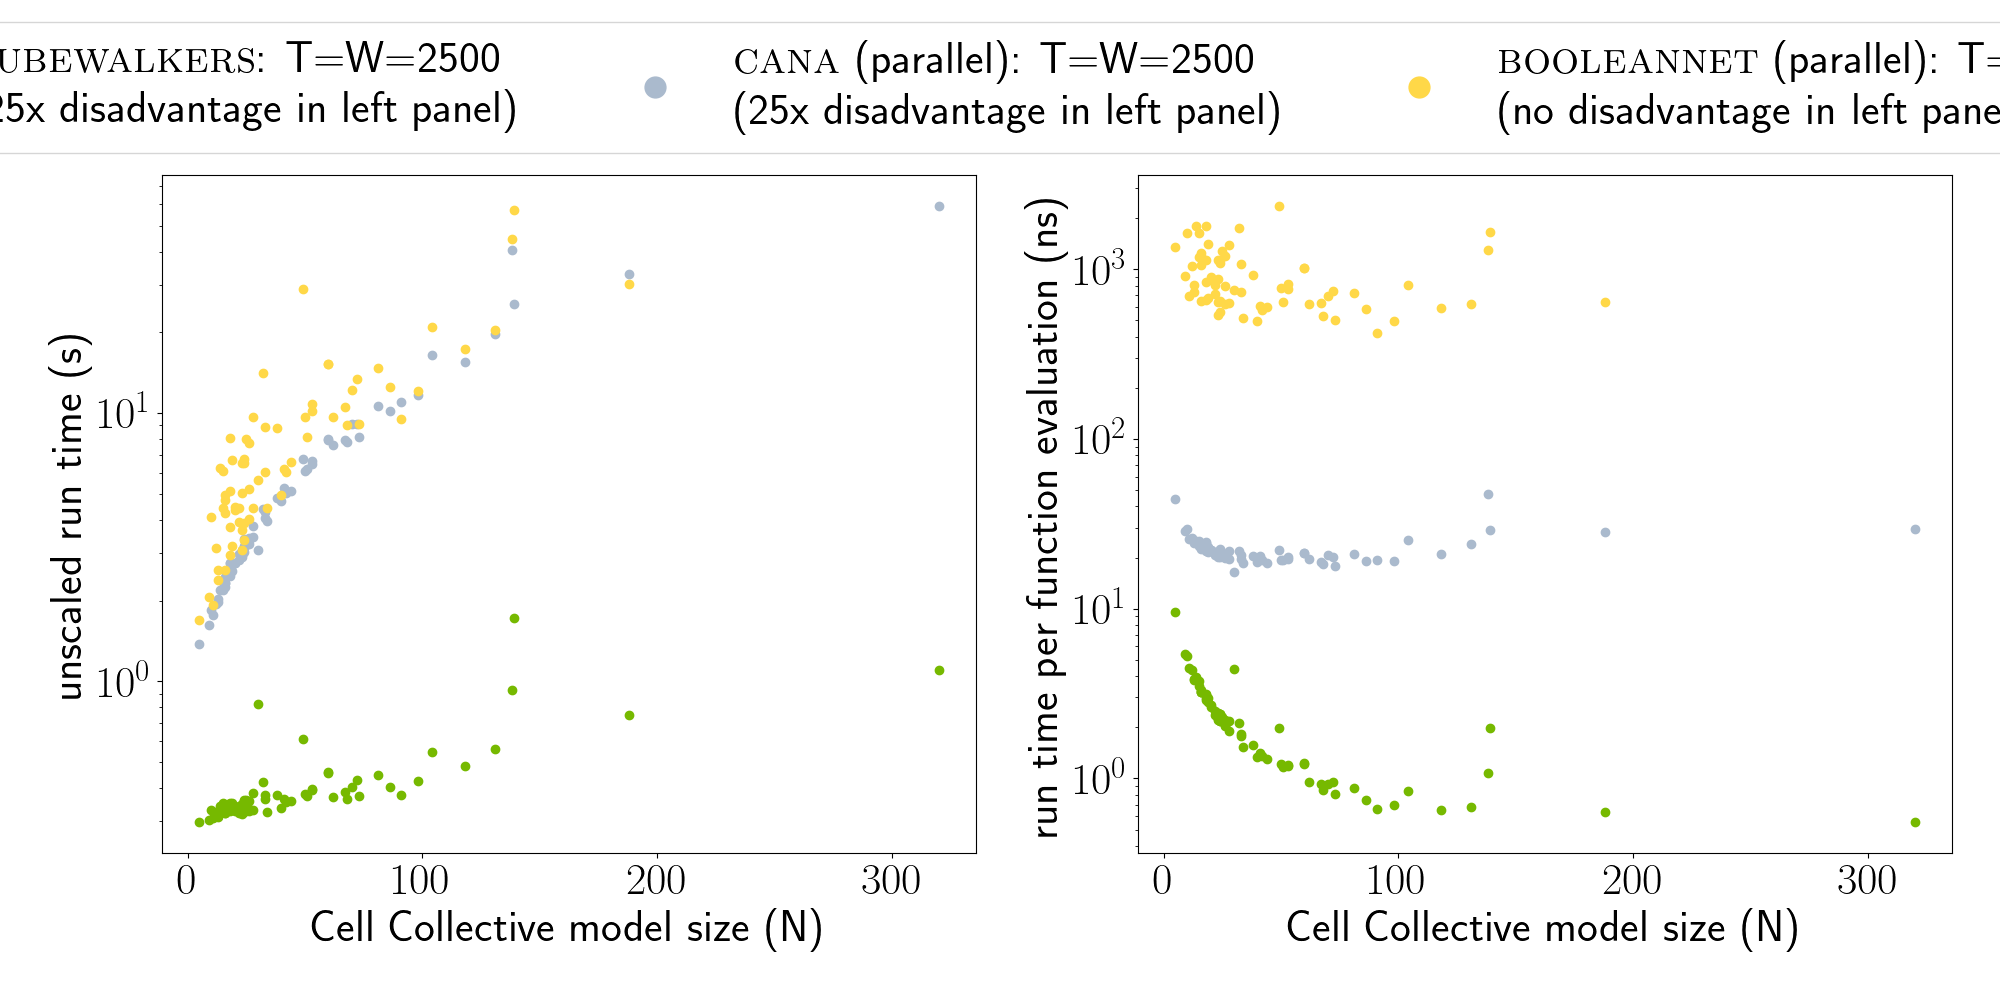 UBEWALKERS: T=W=2500
25x disadvantage in left panel)
CANA (parallel): T=W=2500
(25x disadvantage in left panel)
BOOLEANNET (parallel): T=
(no disadvantage in left pane
unscaled run time (s)
10^1
10^0
0 100 200 300
Cell Collective model size (N)
run time per function evaluation (ns)
10^3
10^2
10^1
10^0
0 100 200 300
Cell Collective model size (N)